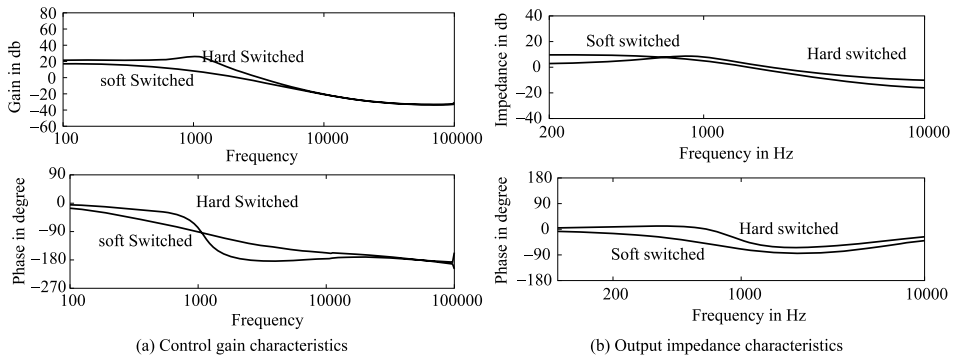 80
60
40
20
0
−20
−40
−60
Gain in db
Hard Switched
soft Switched
100
1000
10000
100000
Frequency
90
0
−90
−180
−270
Phase in degree
Hard Switched
soft Switched
100
1000
10000
100000
Frequency
(a) Control gain characteristics
40
20
0
−20
−40
Impedance in db
Soft switched
Hard switched
200
1000
10000
Frequency in Hz
180
90
0
−90
−180
Phase in degree
Hard switched
Soft switched
200
1000
10000
Frequency in Hz
(b) Output impedance characteristics